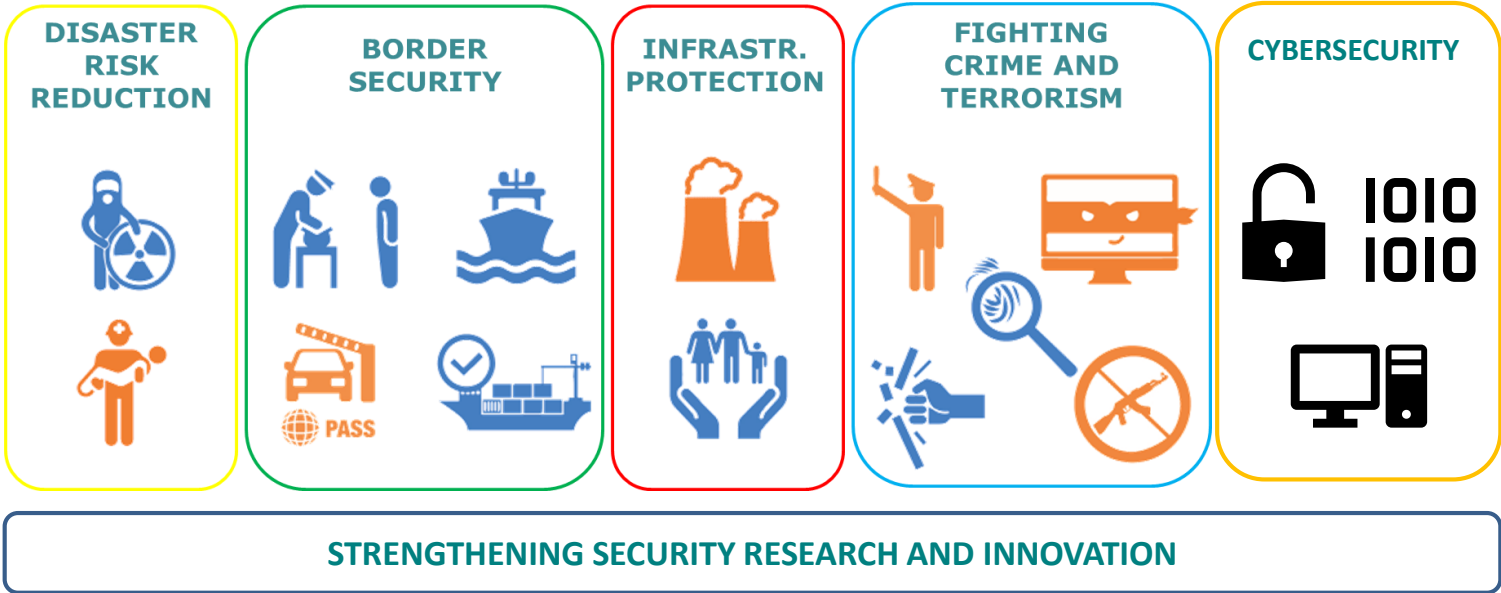 DISASTER
RISK
REDUCTION
BORDER
SECURITY
INFRASTR.
PROTECTION
FIGHTING
CRIME AND
TERRORISM
CYBERSECURITY
PASS
1010
1010
STRENGTHENING SECURITY RESEARCH AND INNOVATION